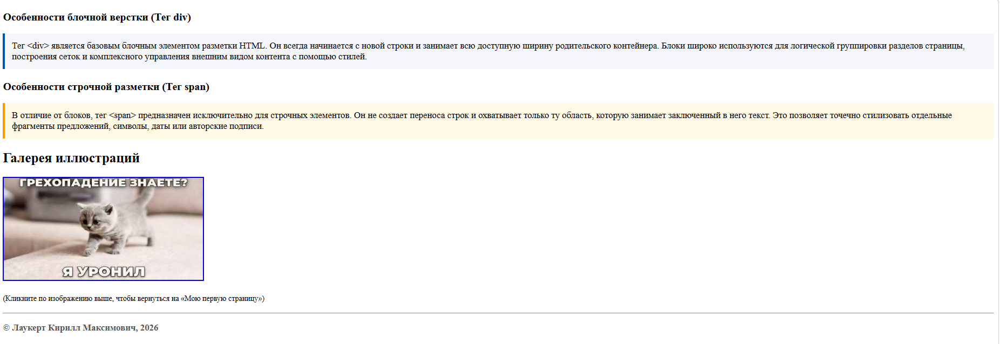 Особенности блочной верстки (Тег div)
Тег <div> является базовым блочным элементом разметки HTML. Он всегда начинается с новой строки и занимает всю доступную ширину родительского контейнера. Блоки широко используются для логической группировки разделов страницы,
построения сеток и комплексного управления внешним видом контента с помощью стилей.
Особенности строчной разметки (Тег span)
В отличие от блоков, тег <span> предназначен исключительно для строчных элементов. Он не создает переноса строк и охватывает только ту область, которую занимает заключенный в него текст. Это позволяет точечно стилизовать отдельные
фрагменты предложений, символы, даты или авторские подписи.
Галерея иллюстраций
ГРЕХОПАДЕНИЕ ЗНАЕТЕ?
Я УРОНИЛ
(Кликните по изображению выше, чтобы вернуться на «Мою первую страницу»)
© Лаукерт Кирилл Максимович, 2026